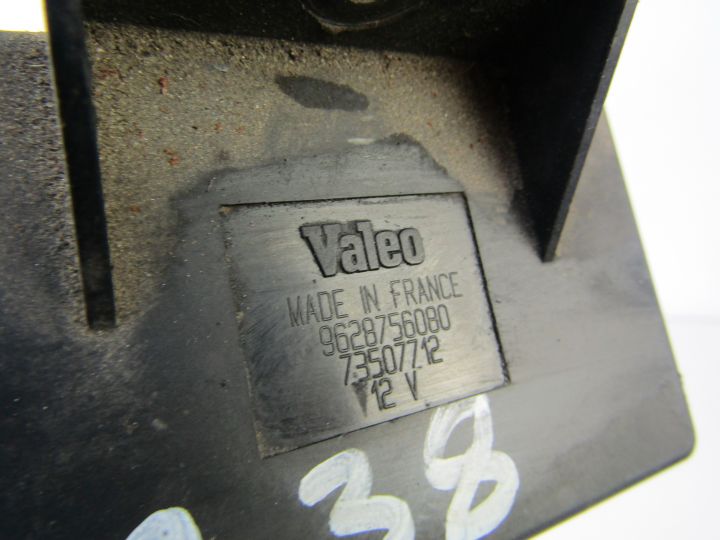 Valeo
MADE IN FRANCE
9628756080
73507712
12 V
38